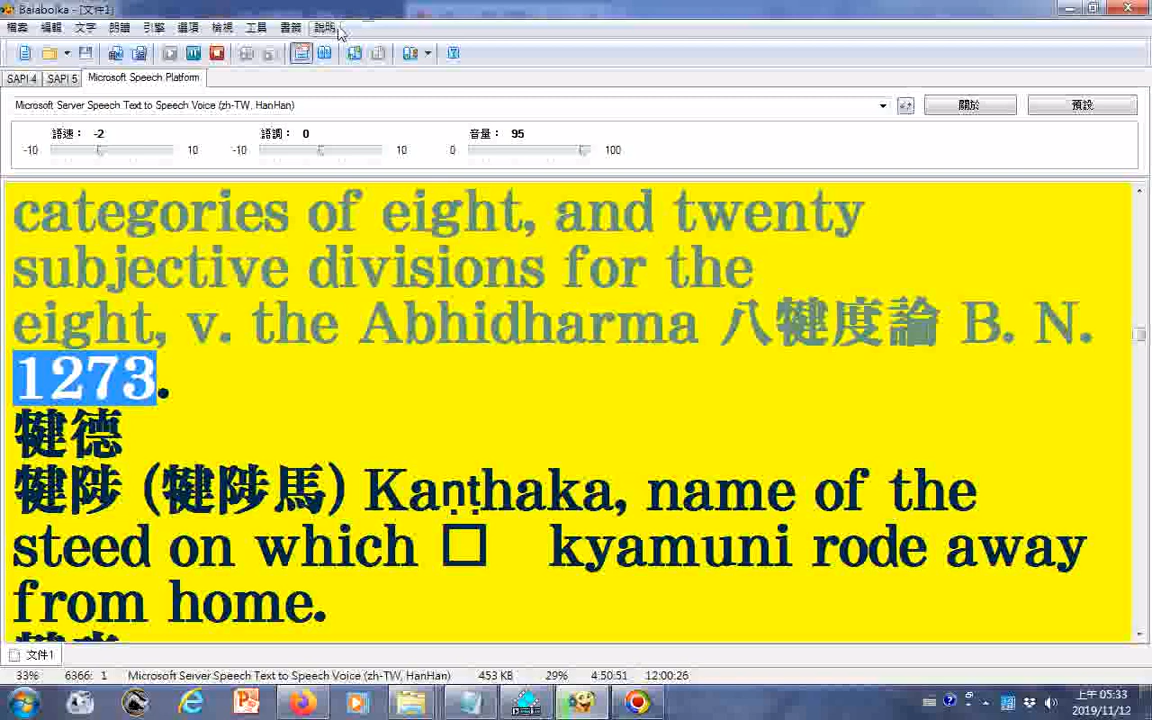 Balabolka - [文件1]
檔案 編輯 文字 朗讀 引擎 選項 檢視 工具 書籤 說明
SAPI 4 SAPI 5 Microsoft Speech Platform
Microsoft Server Speech Text to Speech Voice (zh-TW, HanHan) 關於 預設
語速： -2 語調： 0 音量： 95
-10 10 -10 10 0 100
categories of eight, and twenty
subjective divisions for the
eight, v. the Abhidharma 八犍度論 B. N.
1273.
犍德
犍陟 (犍陟馬) Kaṇṭhaka, name of the
steed on which □ kyamuni rode away
from home.
文件1
33% 6366: 1 Microsoft Server Speech Text to Speech Voice (zh-TW, HanHan) 453 KB 29% 4:50:51 12:00:26
上午 05:33
2019/11/12